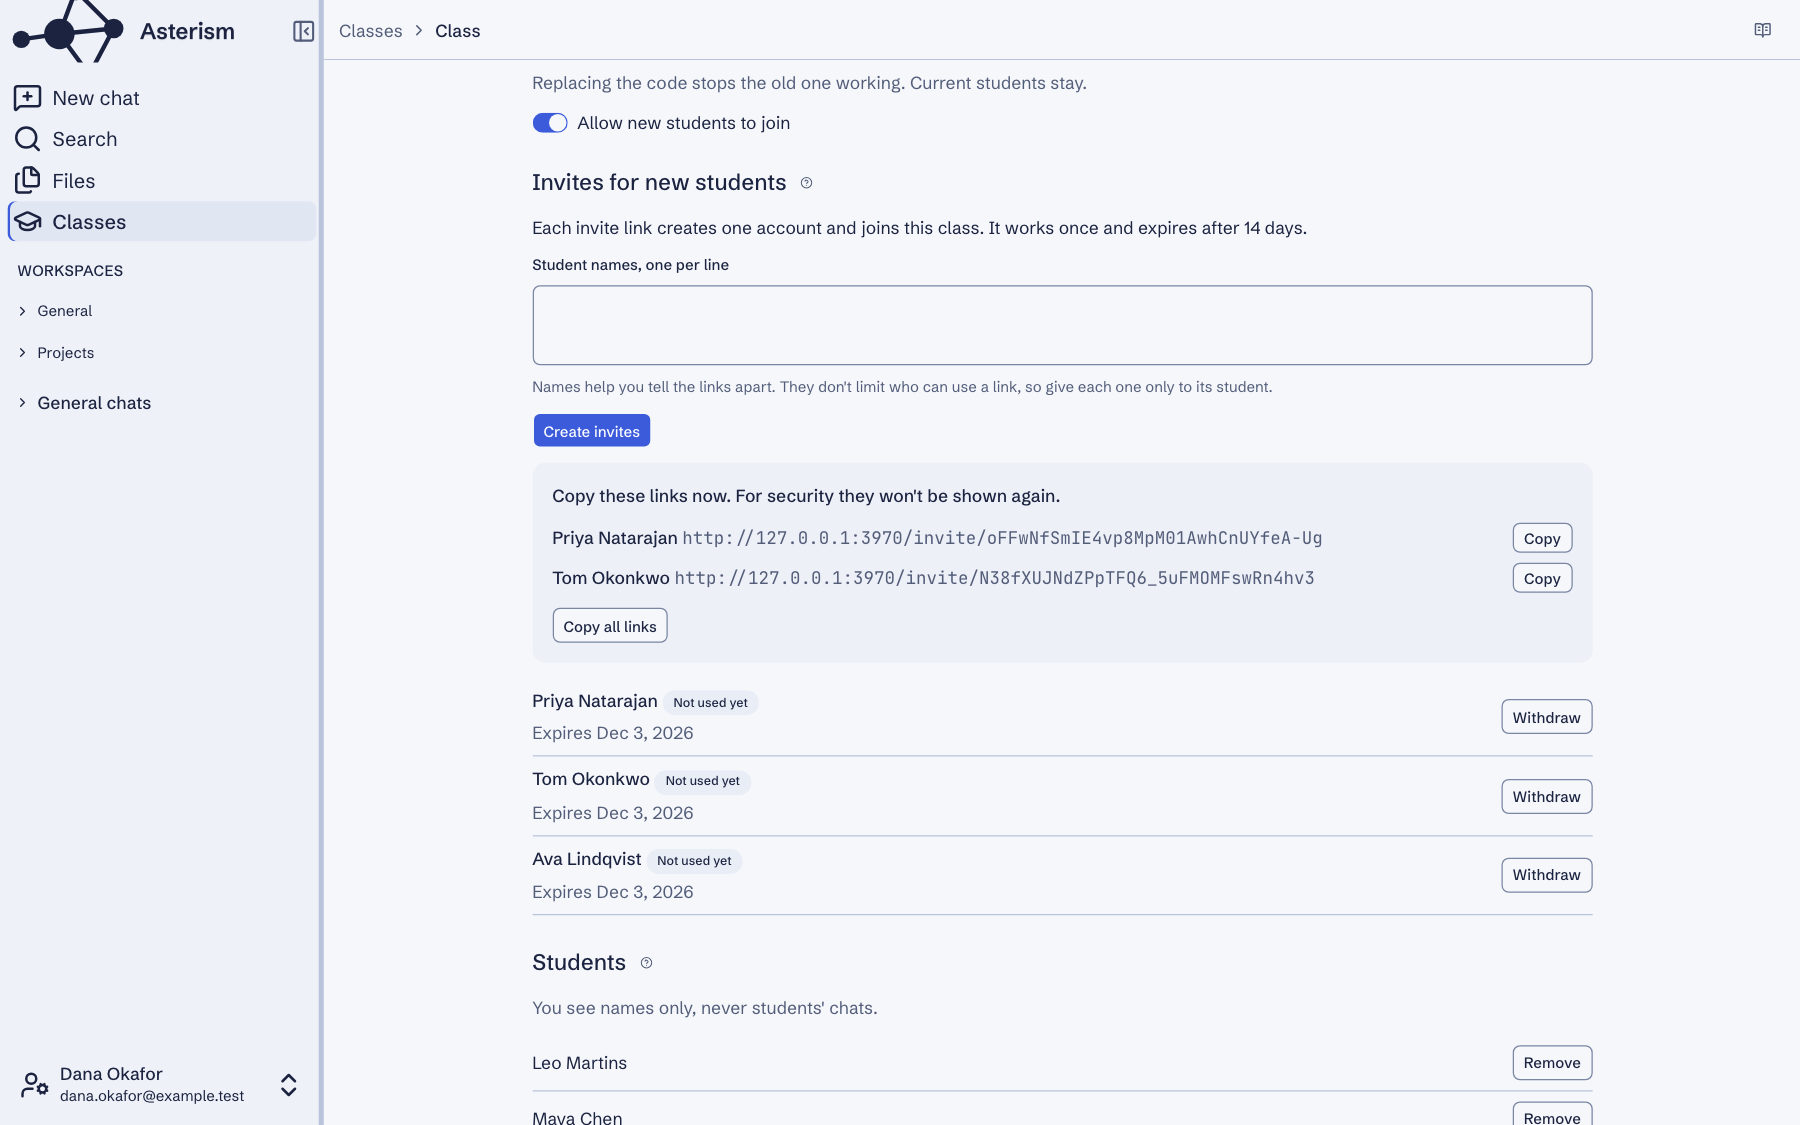 Asterism
Classes > Class
New chat
Search
Files
Classes
WORKSPACES
General
Projects
General chats
Dana Okafor
dana.okafor@example.test
Replacing the code stops the old one working. Current students stay.
Allow new students to join
Invites for new students
Each invite link creates one account and joins this class. It works once and expires after 14 days.
Student names, one per line
Names help you tell the links apart. They don't limit who can use a link, so give each one only to its student.
Create invites
Copy these links now. For security they won't be shown again.
Priya Natarajan http://127.0.0.1:3970/invite/oFFwNfSmIE4vp8MpM01AwhCnUYfeA-Ug Copy
Tom Okonkwo http://127.0.0.1:3970/invite/N38fXUJNdZPpTFQ6_5uFMOMFswRn4hv3 Copy
Copy all links
Priya Natarajan Not used yet
Expires Dec 3, 2026
Withdraw
Tom Okonkwo Not used yet
Expires Dec 3, 2026
Withdraw
Ava Lindqvist Not used yet
Expires Dec 3, 2026
Withdraw
Students
You see names only, never students' chats.
Leo Martins Remove
Maya Chen Remove